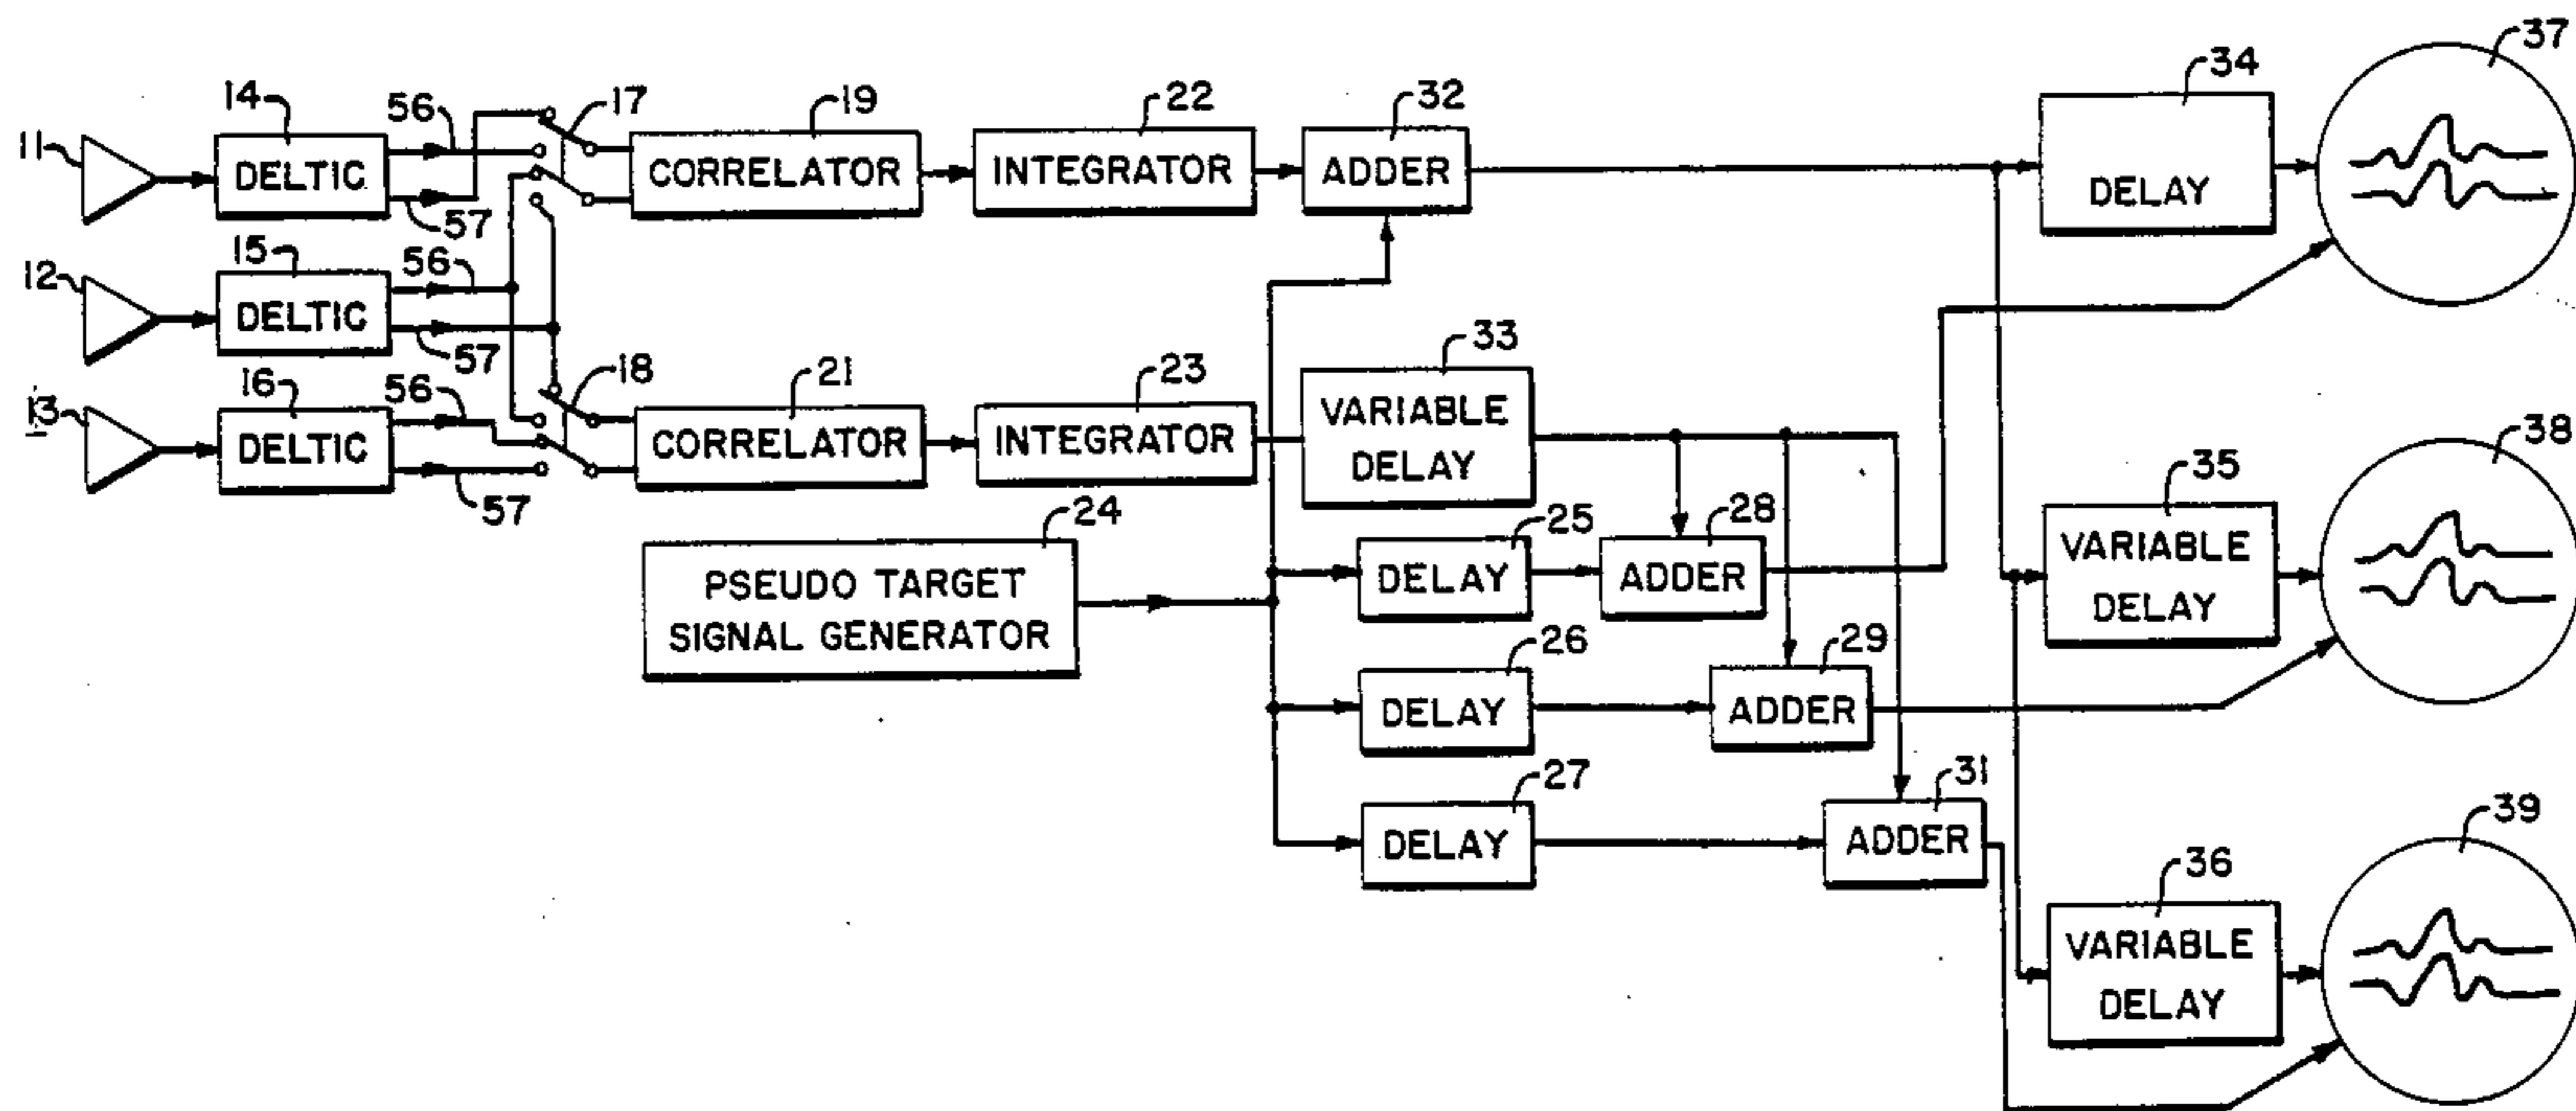 37
34
14
56
17
19
22
32
11
DELTIC
CORRELATOR
INTEGRATOR
ADDER
DELAY
57
15
56
12
DELTIC
57
33
38
16
56
18
21
23
VARIABLE
DELAY
13
DELTIC
CORRELATOR
INTEGRATOR
57
24
25
28
35
PSEUDO TARGET
SIGNAL GENERATOR
DELAY
ADDER
VARIABLE
DELAY
26
29
DELAY
ADDER
27
31
39
DELAY
ADDER
36
VARIABLE
DELAY